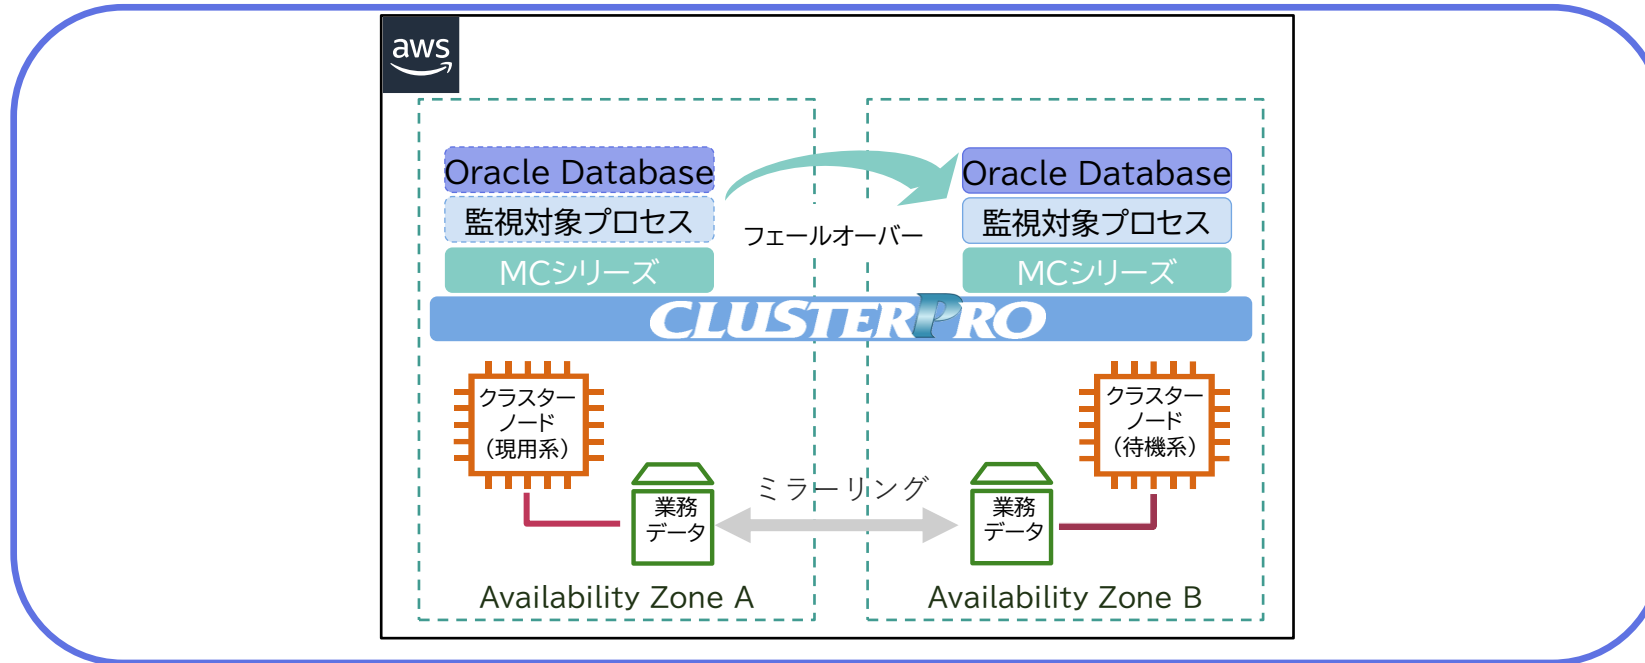 aws
Oracle Database
監視対象プロセス
MCシリーズ
フェールオーバー
Oracle Database
監視対象プロセス
MCシリーズ
CLUSTERPRO
クラスター
ノード
（現用系）
業務
データ
ミラーリング
クラスター
ノード
（待機系）
業務
データ
Availability Zone A
Availability Zone B